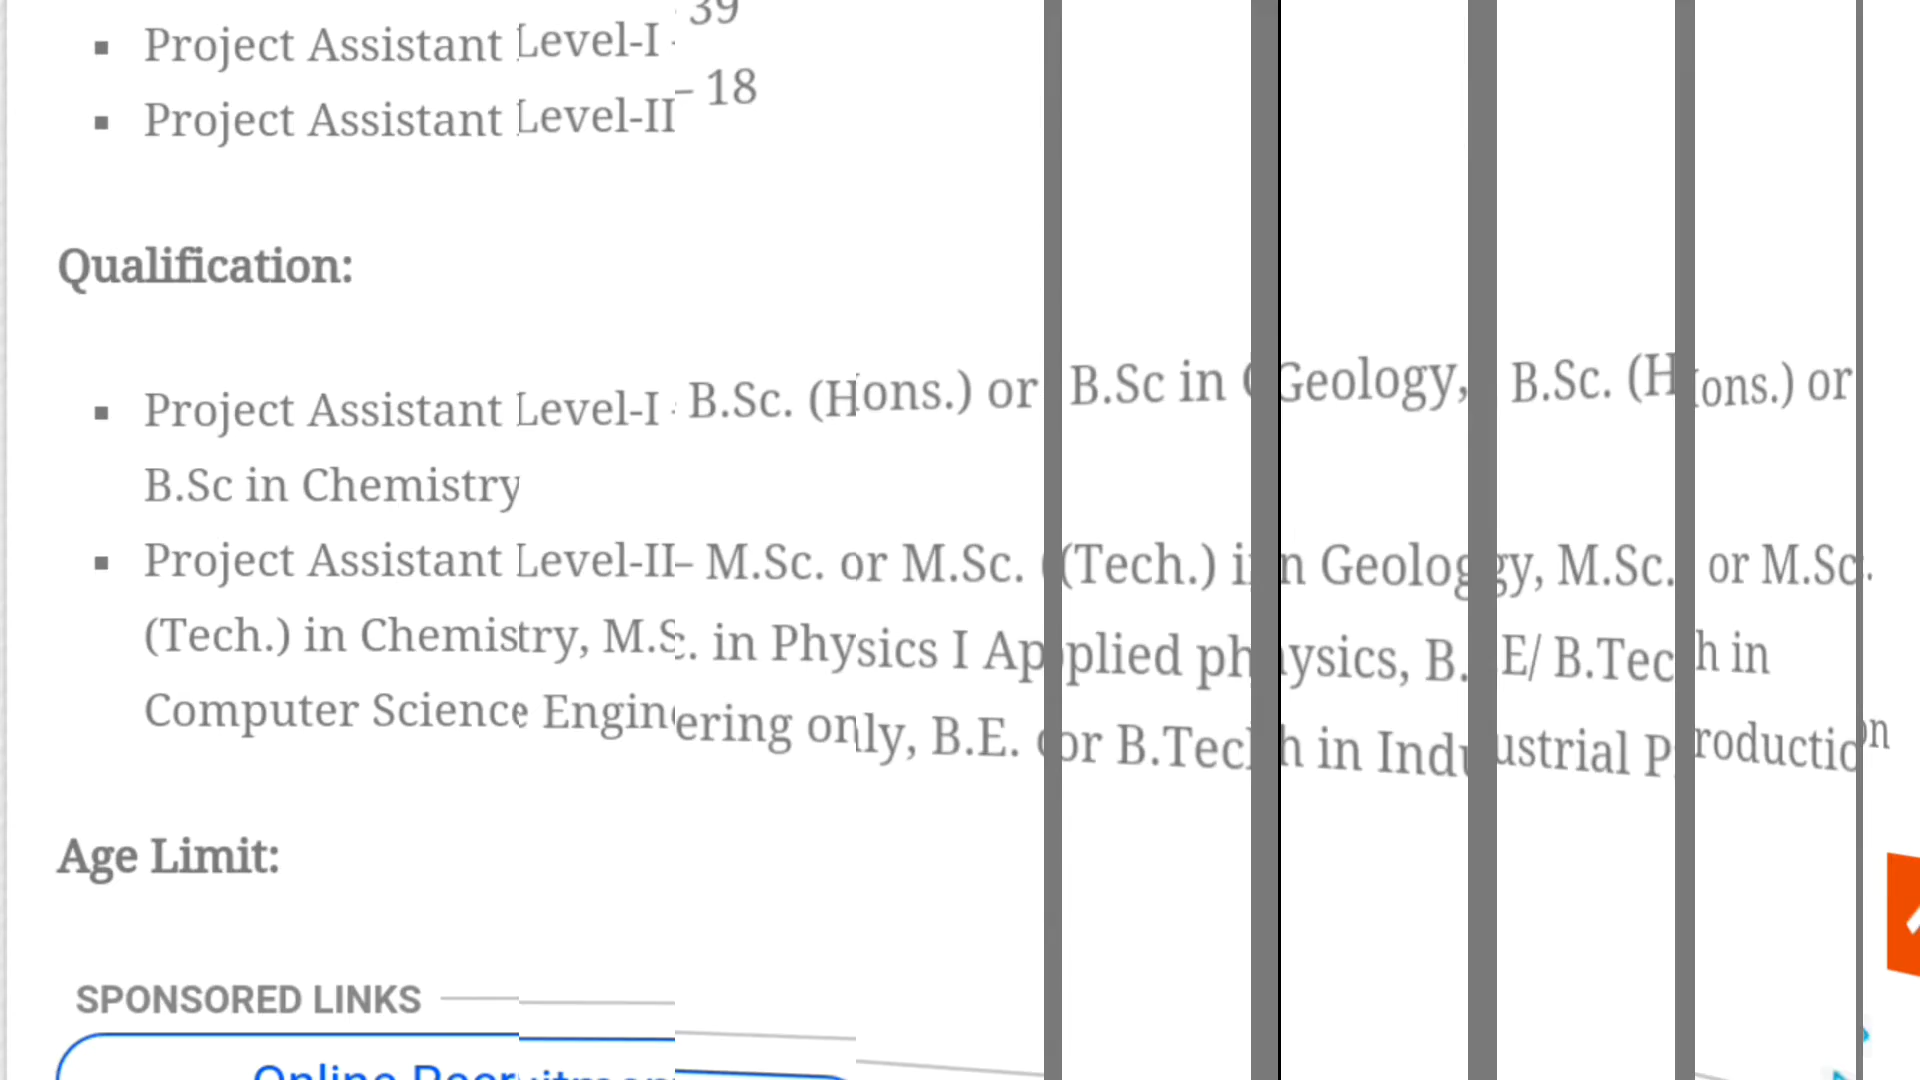 Project Assistant Level-I - 39
Project Assistant Level-II – 18
Qualification:
Project Assistant Level-I - B.Sc. (Hons.) or B.Sc in Geology, B.Sc. (Hons.) or
B.Sc in Chemistry
Project Assistant Level-II – M.Sc. or M.Sc. (Tech.) in Geology, M.Sc. or M.Sc.
(Tech.) in Chemistry, M.Sc. in Physics I Applied physics, B.E/ B.Tech in
Computer Science Engineering only, B.E. or B.Tech in Industrial Production
Age Limit:
SPONSORED LINKS
Online Recruitment